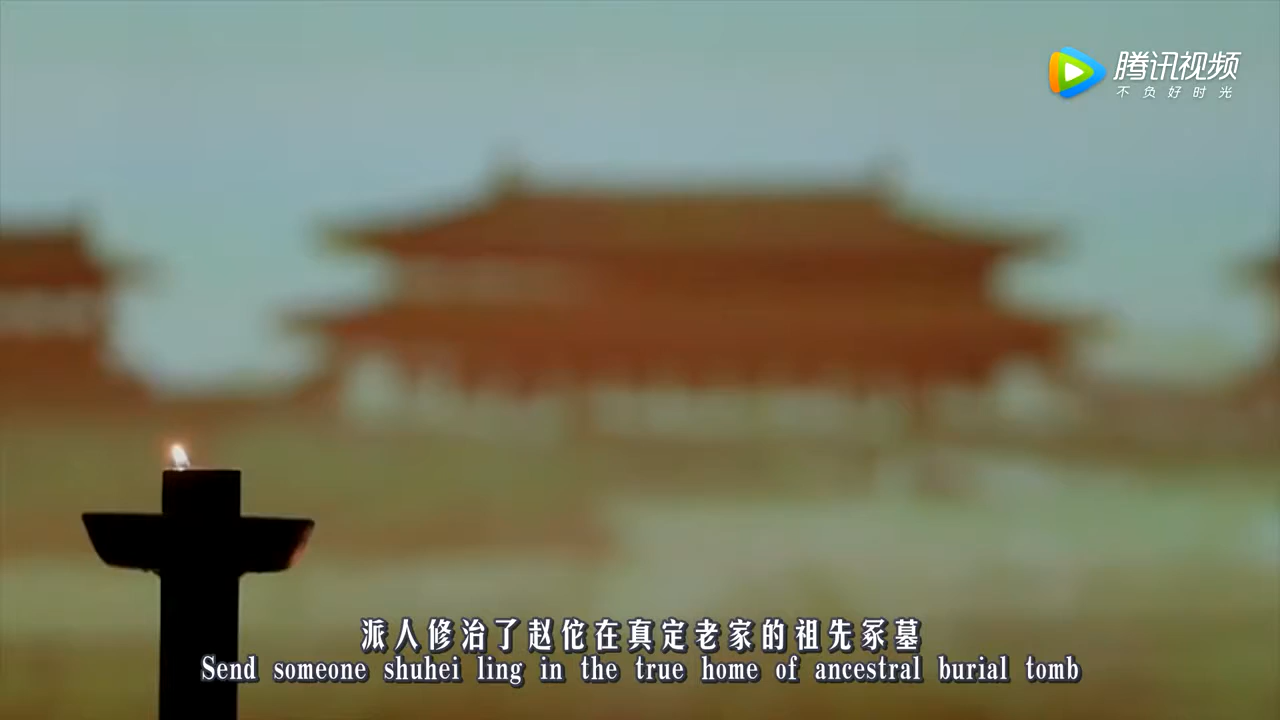 腾讯视频
不负好时光
派人修治了赵佗在真定老家的祖先冢墓
Send someone shuhei ling in the true home of ancestral burial tomb